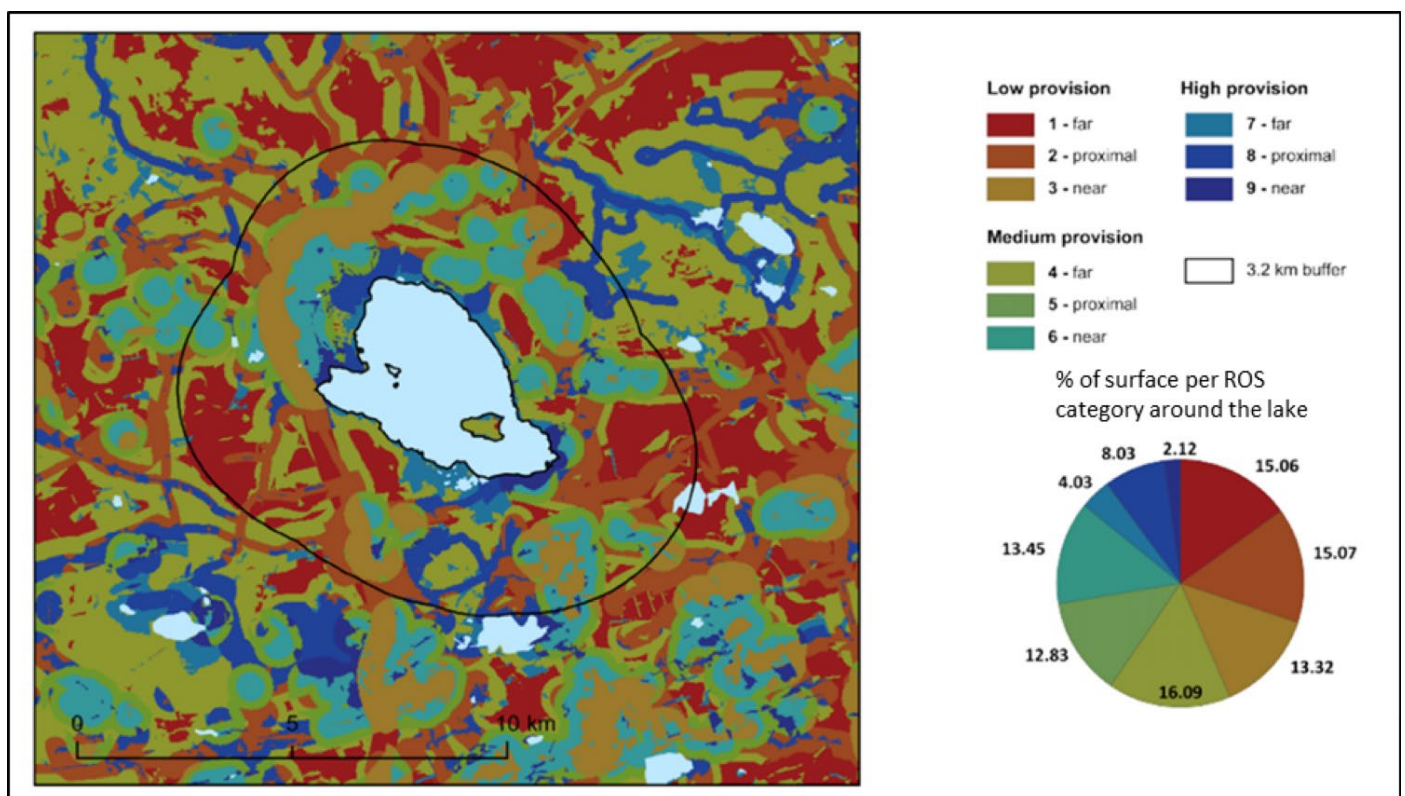 Low provision
1 - far
2 - proximal
3 - near
High provision
7 - far
8 - proximal
9 - near
Medium provision
4 - far
5 - proximal
6 - near
3.2 km buffer
% of surface per ROS
category around the lake
2.12
8.03
15.06
4.03
13.45
15.07
12.83
13.32
16.09
0 5 10 km